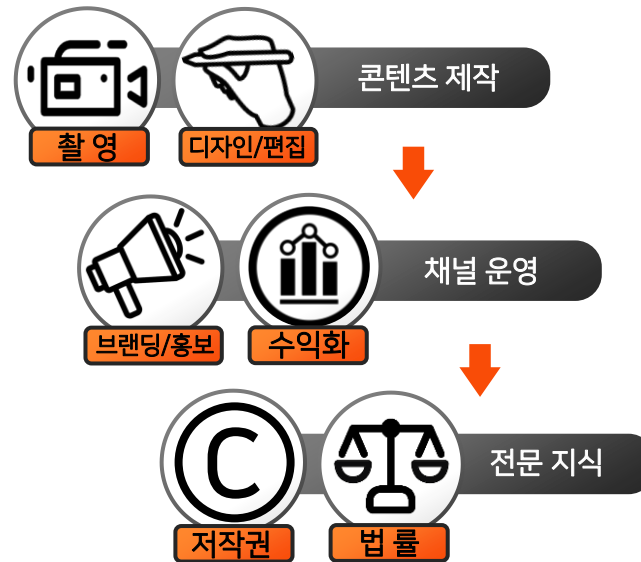 콘텐츠 제작
촬 영
디자인/편집
채널 운영
브랜딩/홍보
수익화
C
전문 지식
저작권
법 률